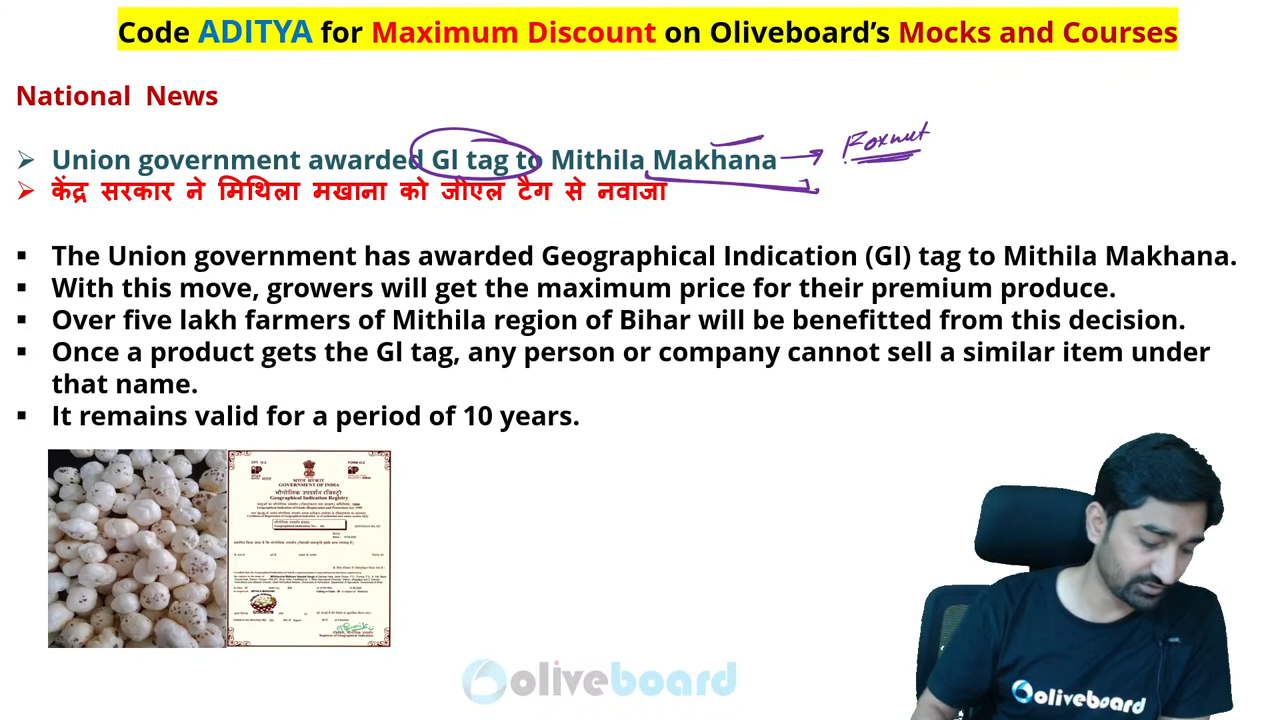 Code ADITYA for Maximum Discount on Oliveboard’s Mocks and Courses
National News
➢ Union government awarded Gl tag to Mithila Makhana → Foxnut
➢ केंद्र सरकार ने मिथिला मखाना को जीएल टैग से नवाजा
▪ The Union government has awarded Geographical Indication (GI) tag to Mithila Makhana.
▪ With this move, growers will get the maximum price for their premium produce.
▪ Over five lakh farmers of Mithila region of Bihar will be benefitted from this decision.
▪ Once a product gets the Gl tag, any person or company cannot sell a similar item under
that name.
▪ It remains valid for a period of 10 years.
GOVERNMENT OF INDIA
भौगोलिक उपदर्शन रजिस्ट्री
Geographical Indication Registry
oliveboard
oliveboard